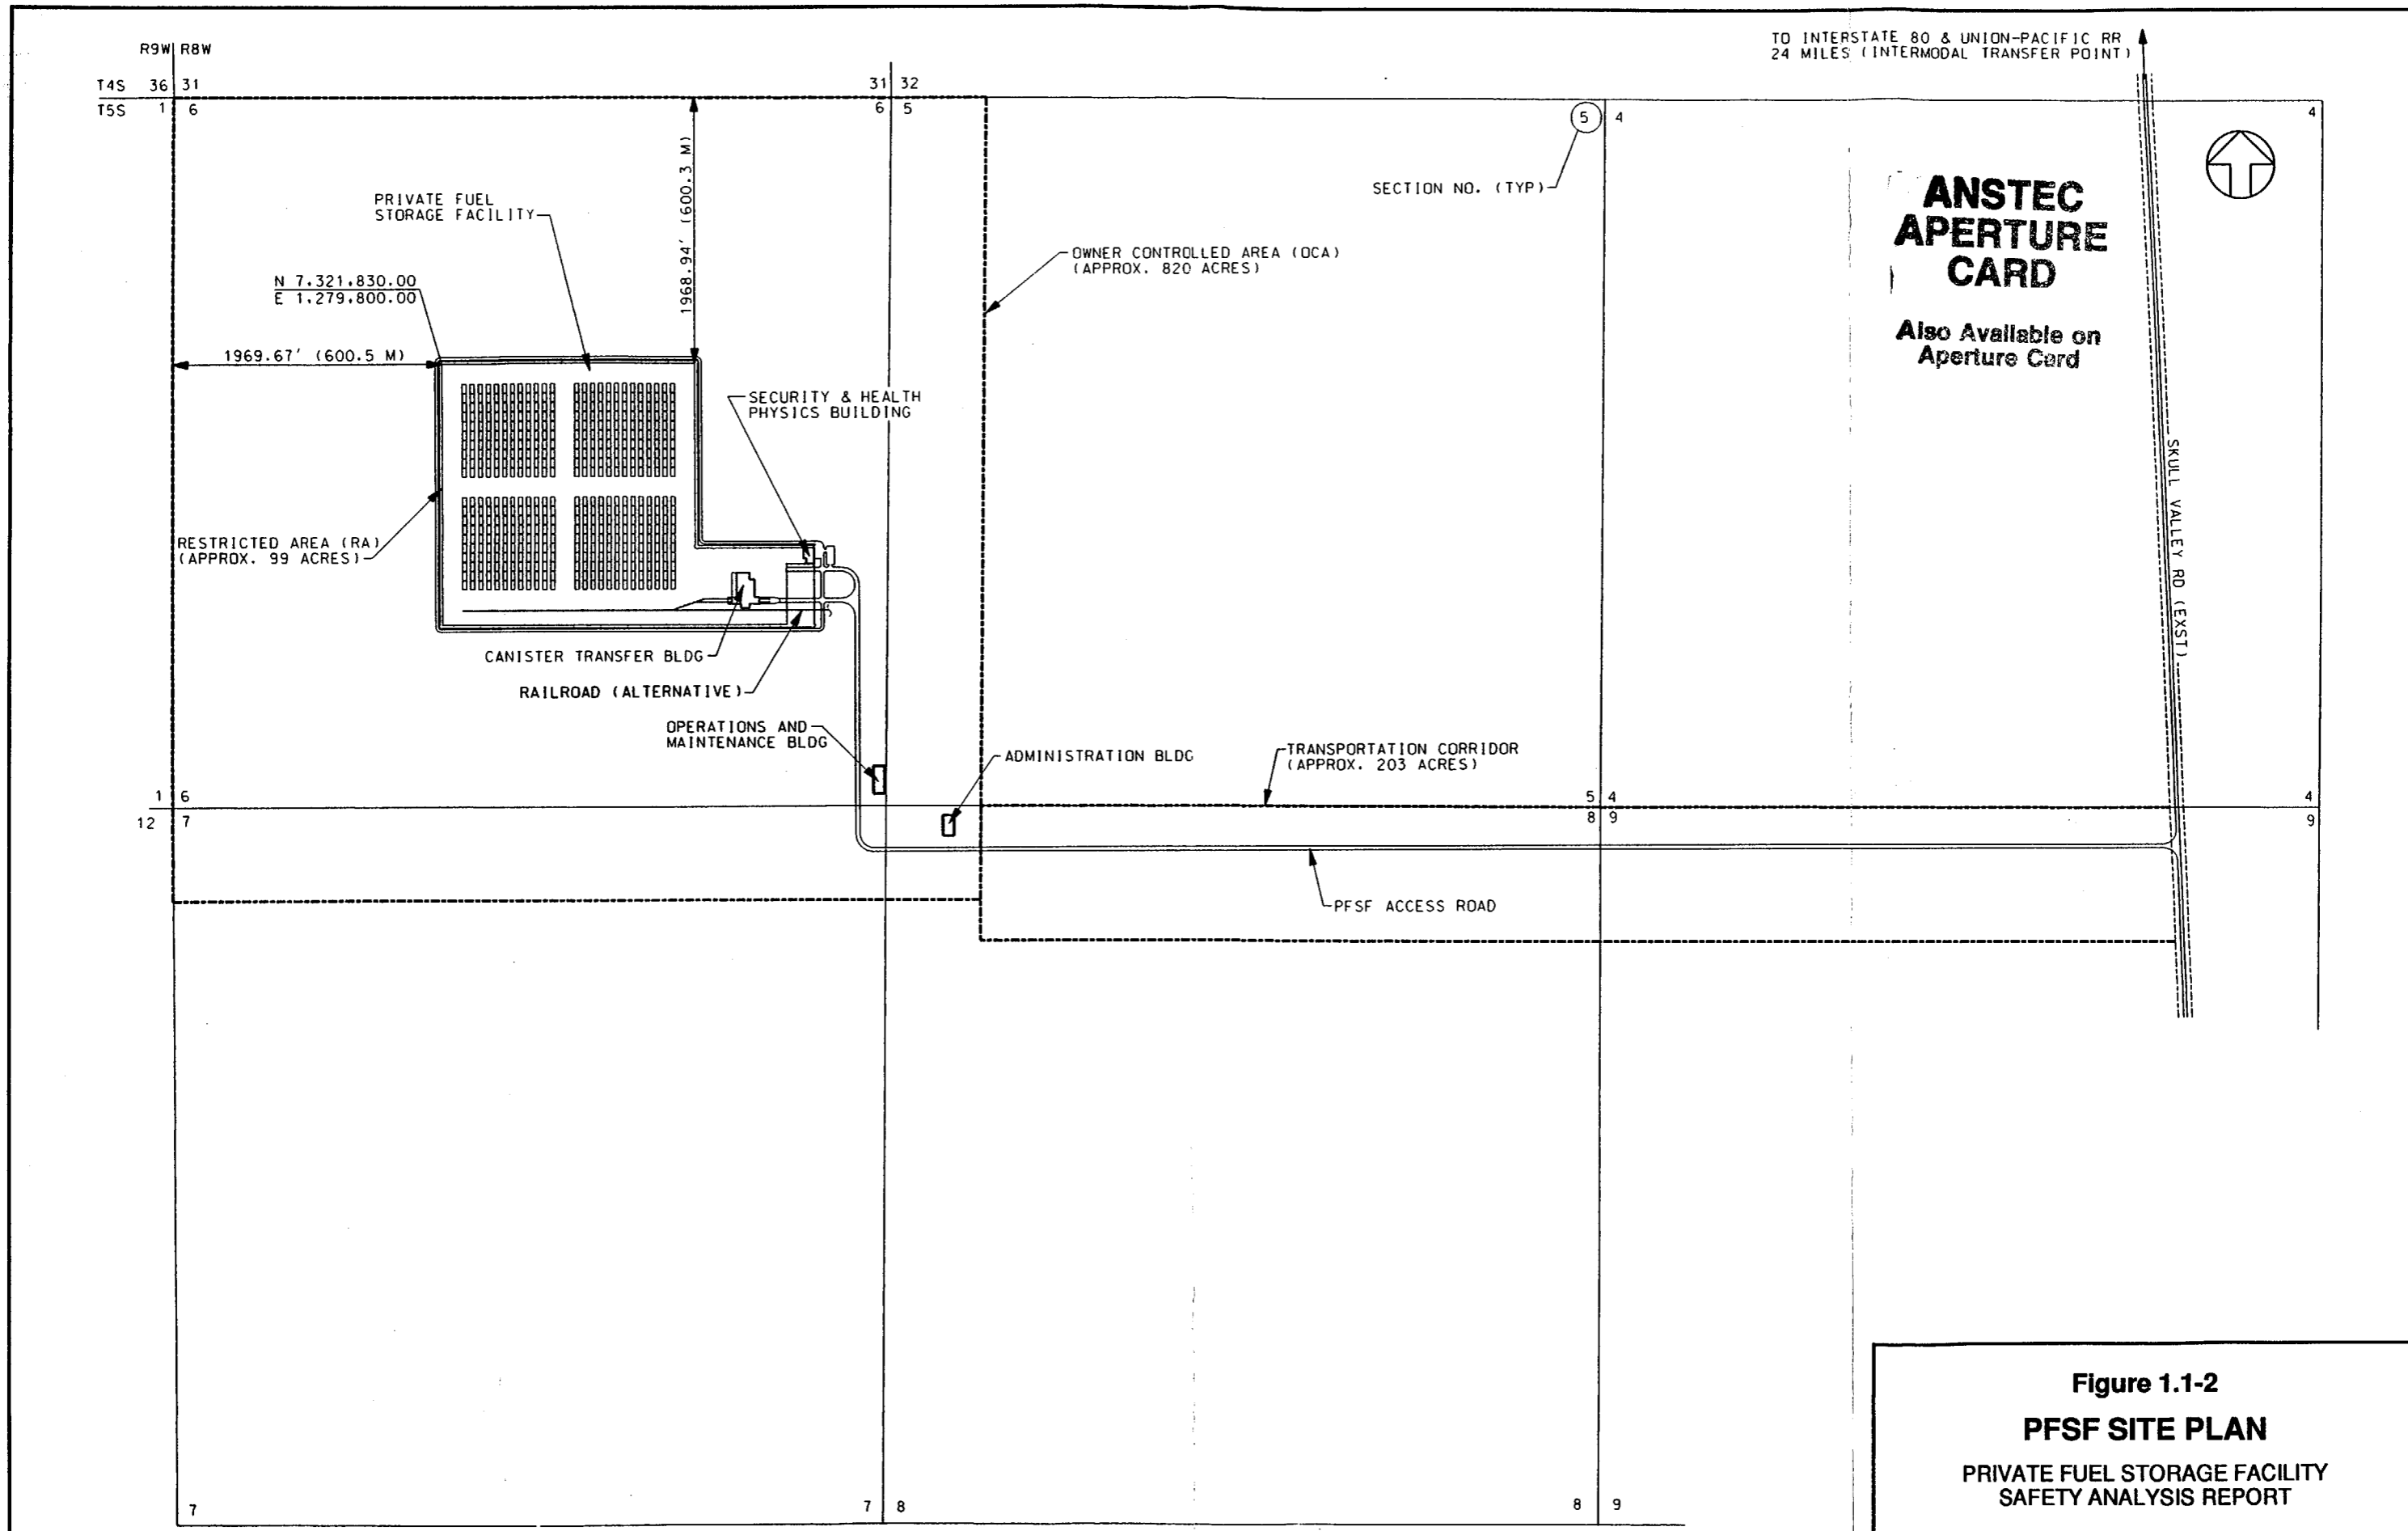 TO INTERSTATE 80 & UNION-PACIFIC RR
24 MILES (INTERMODAL TRANSFER POINT)
R9W R8W
T4S 36 31
31 32
T5S 1 6
6 5
5 4
4
SECTION NO. (TYP)
ANSTEC
APERTURE
CARD
Also Available on
Aperture Card
PRIVATE FUEL
STORAGE FACILITY
1968.94' (600.3 M)
OWNER CONTROLLED AREA (OCA)
(APPROX. 820 ACRES)
N 7.321.830.00
E 1.279.800.00
1969.67' (600.5 M)
SECURITY & HEALTH
PHYSICS BUILDING
SKULL VALLEY RD (EXST)
RESTRICTED AREA (RA)
(APPROX. 99 ACRES)
CANISTER TRANSFER BLDG
RAILROAD (ALTERNATIVE)
OPERATIONS AND
MAINTENANCE BLDG
ADMINISTRATION BLDG
TRANSPORTATION CORRIDOR
(APPROX. 203 ACRES)
1 6
5 4
4
12 7
8 9
9
PFSF ACCESS ROAD
7
7 8
8 9
Figure 1.1-2
PFSF SITE PLAN
PRIVATE FUEL STORAGE FACILITY
SAFETY ANALYSIS REPORT